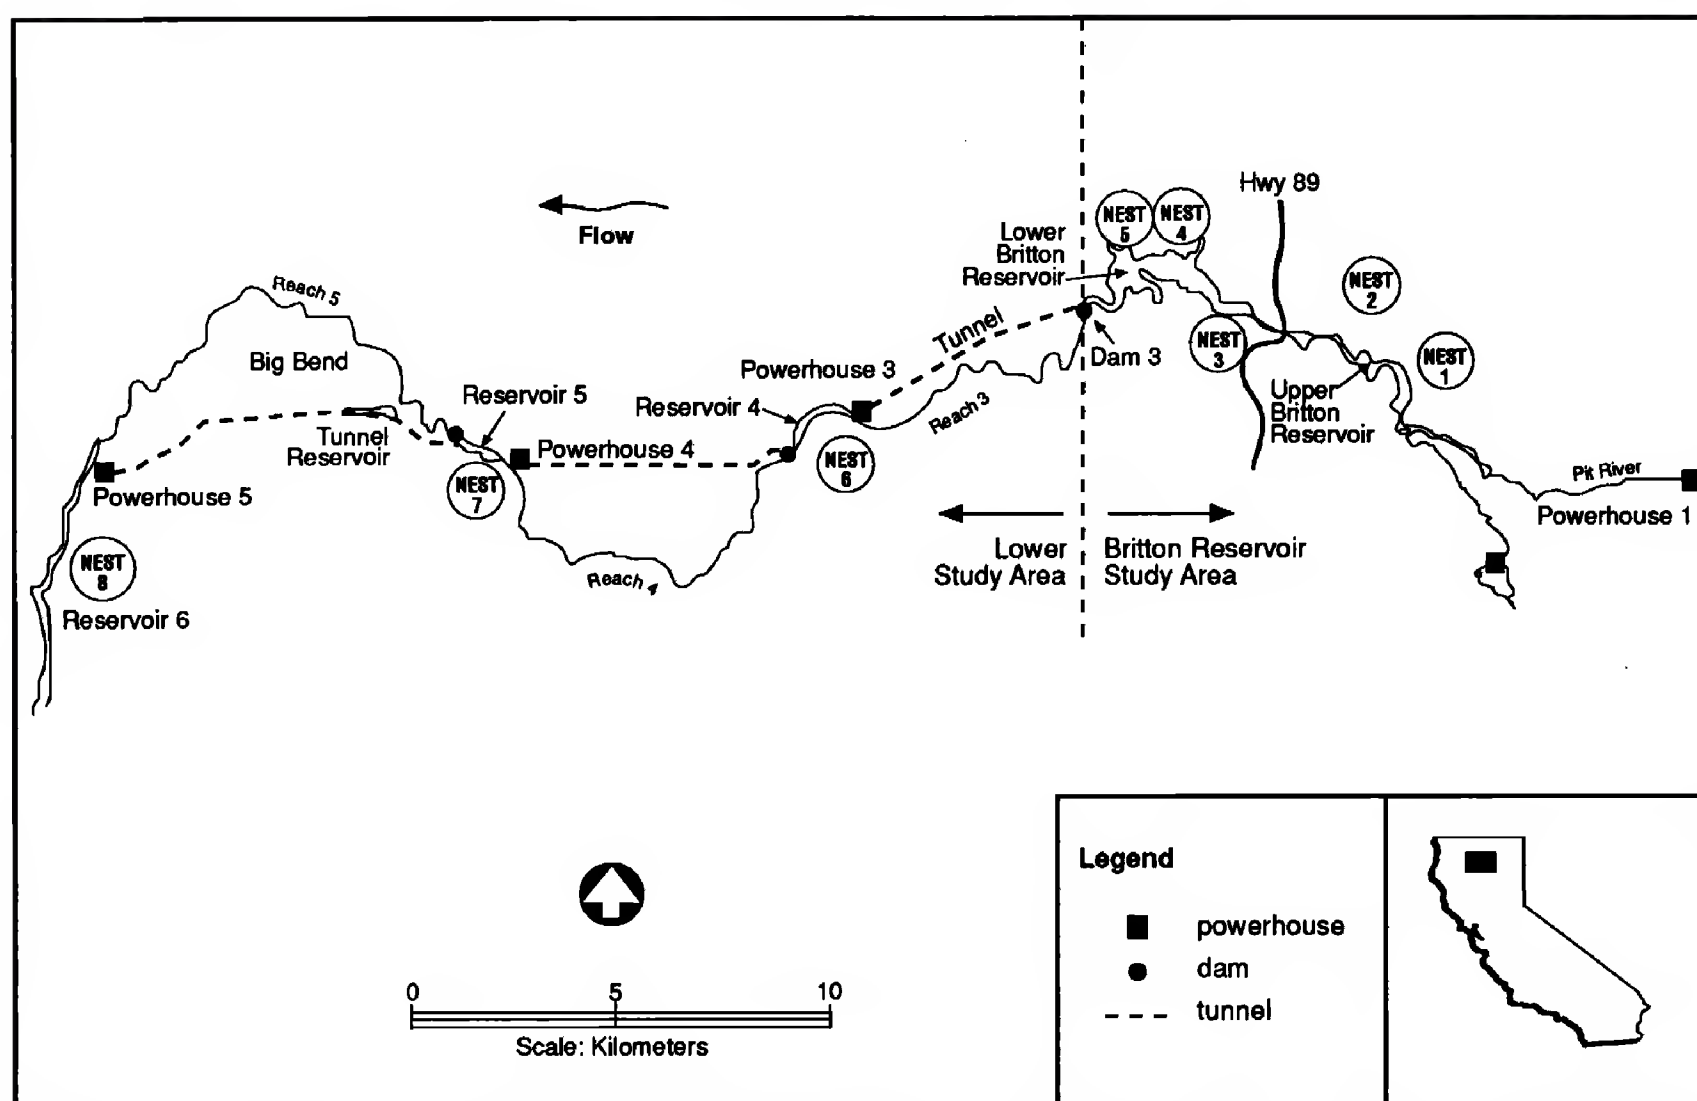 Hwy 89
NEST
5
NEST
4
Lower
Britton
Reservoir
Flow
NEST
2
Reach 5
Tunnel
NEST
3
Dam 3
NEST
1
Big Bend
Powerhouse 3
Upper
Britton
Reservoir
Reservoir 5
Reservoir 4
Reach 3
Tunnel
Reservoir
Powerhouse 4
NEST
6
Pit River
NEST
7
Powerhouse 5
Powerhouse 1
Lower
Study Area
Britton Reservoir
Study Area
NEST
8
Reach 4
Reservoir 6
Legend
powerhouse
dam
tunnel
0 5 10
Scale: Kilometers